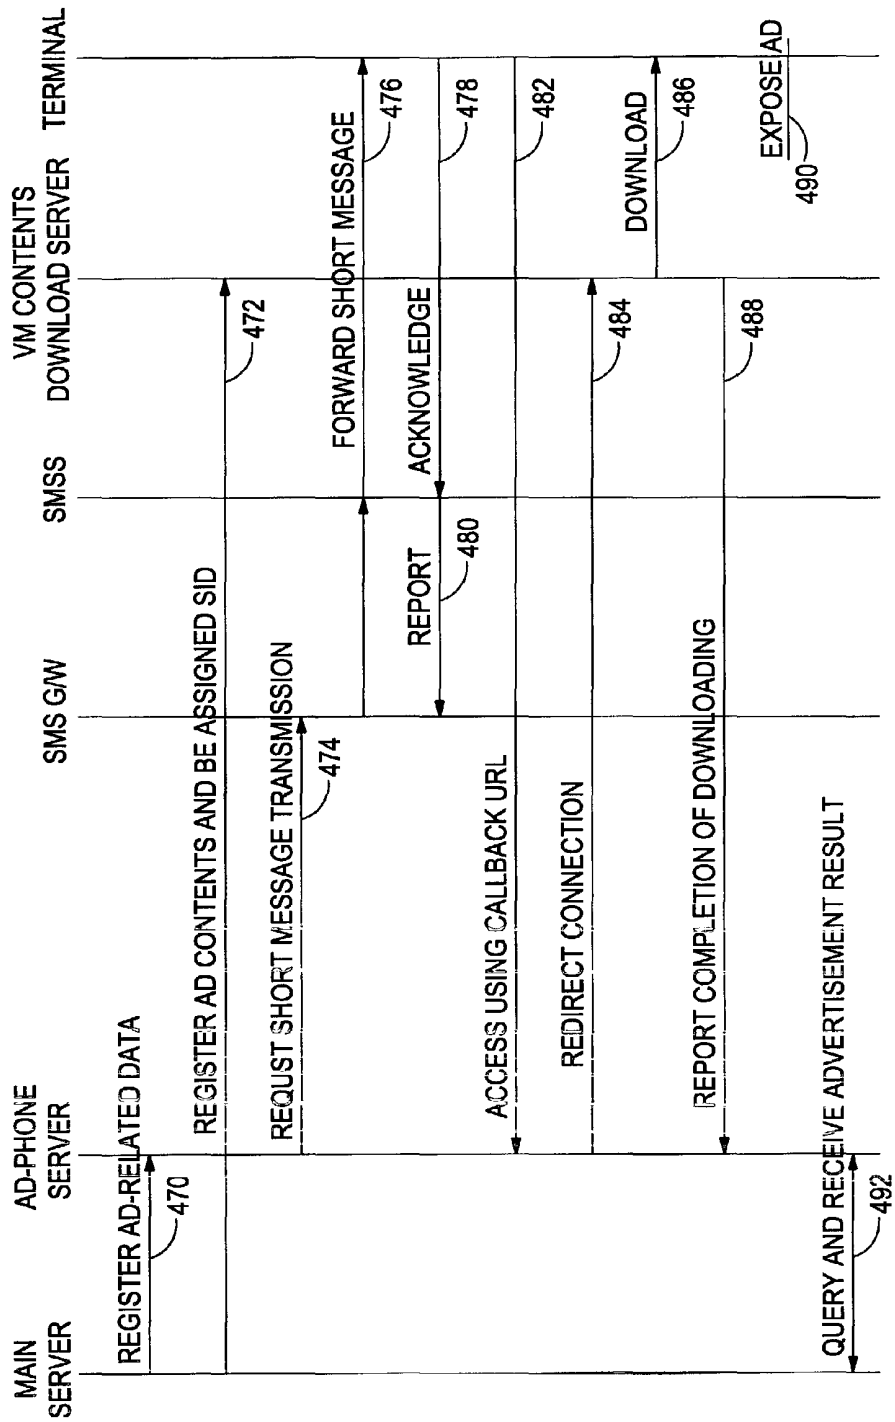 MAIN
SERVER
AD-PHONE
SERVER
SMS G/W
SMSS
VM CONTENTS
DOWNLOAD SERVER
TERMINAL
REGISTER AD-RELATED DATA
470
REGISTER AD CONTENTS AND BE ASSIGNED SID
472
REQUST SHORT MESSAGE TRANSMISSION
474
FORWARD SHORT MESSAGE
476
ACKNOWLEDGE
478
REPORT
480
ACCESS USING CALLBACK URL
482
REDIRECT CONNECTION
484
DOWNLOAD
486
REPORT COMPLETION OF DOWNLOADING
488
EXPOSE AD
490
QUERY AND RECEIVE ADVERTISEMENT RESULT
492